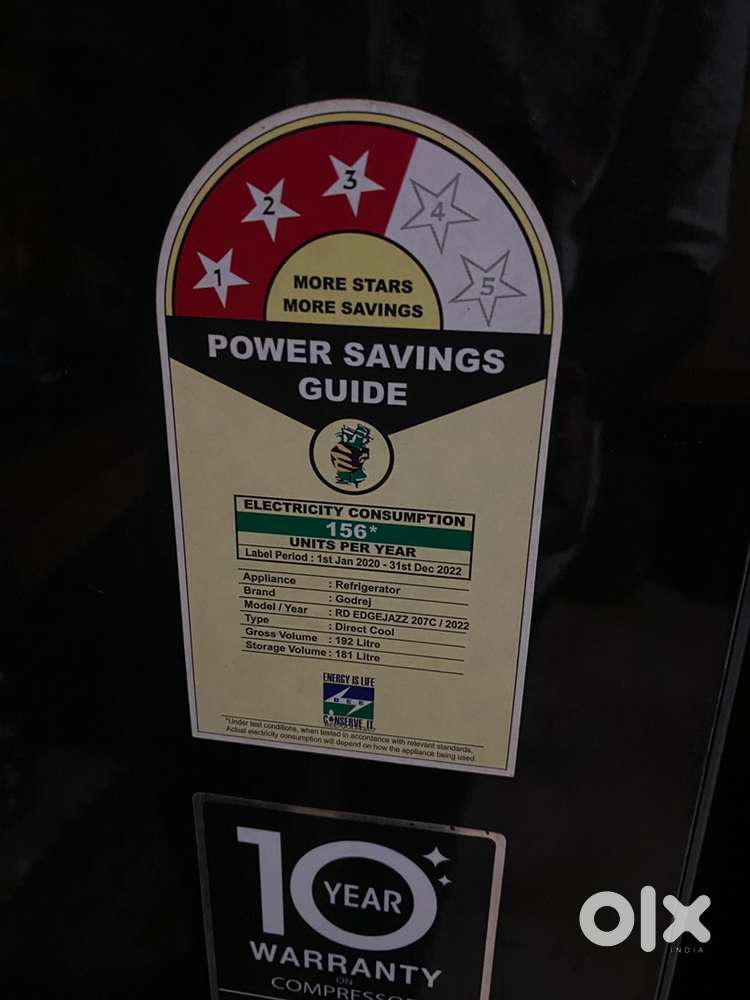 1 2 3 4 5
MORE STARS
MORE SAVINGS
POWER SAVINGS
GUIDE
ELECTRICITY CONSUMPTION
156*
UNITS PER YEAR
Label Period : 1st Jan 2020 - 31st Dec 2022
Appliance : Refrigerator
Brand : Godrej
Model / Year : RD EDGEJAZZ 207C / 2022
Type : Direct Cool
Gross Volume : 192 Litre
Storage Volume : 181 Litre
ENERGY IS LIFE
BEE
CONSERVE IT
*Under test conditions, when tested in accordance with relevant standards.
Actual electricity consumption will depend on how the appliance being used.
10
YEAR
WARRANTY
ON
COMPRESSO
olx
INDIA